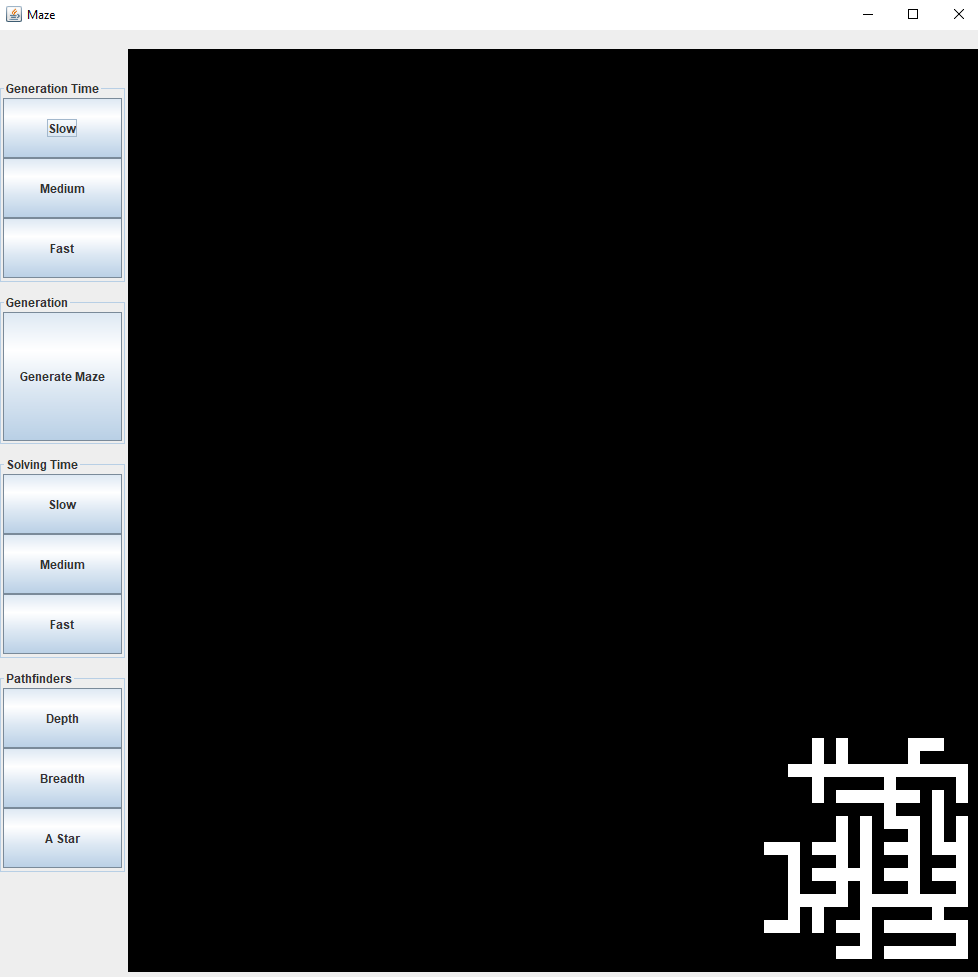 Maze
Generation Time
Slow
Medium
Fast
Generation
Generate Maze
Solving Time
Slow
Medium
Fast
Pathfinders
Depth
Breadth
A Star